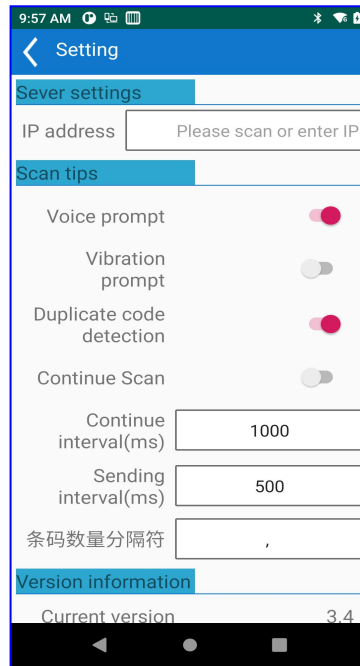 9:57 AM
Setting
Sever settings
IP address
Please scan or enter IP
Scan tips
Voice prompt
Vibration
prompt
Duplicate code
detection
Continue Scan
Continue
interval(ms)
1000
Sending
interval(ms)
500
条码数量分隔符
,
Version information
Current version
3.4